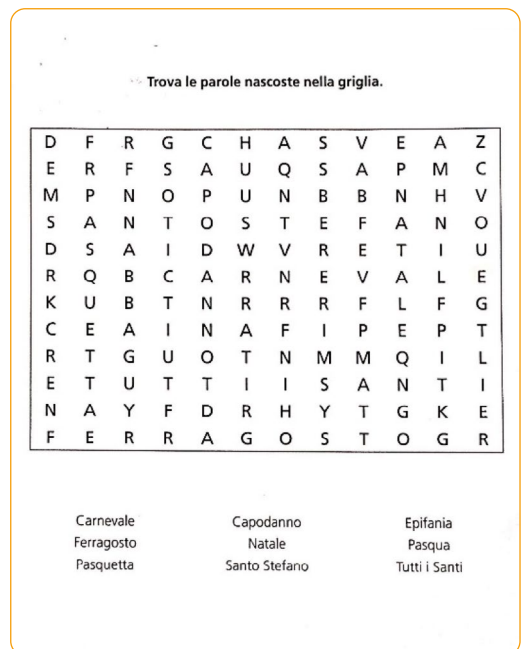 Trova le parole nascoste nella griglia.
D F R G C H A S V E A Z
E R F S A U Q S A P M C
M P N O P U N B B N H V
S A N T O S T E F A N O
D S A I D W V R E T I U
R Q B C A R N E V A L E
K U B T N R R R F L F G
C E A I N A F I P E P T
R T G U O T N M M Q I L
E T U T T I I S A N T I
N A Y F D R H Y T G K E
F E R R A G O S T O G R
Carnevale Capodanno Epifania
Ferragosto Natale Pasqua
Pasquetta Santo Stefano Tutti i Santi